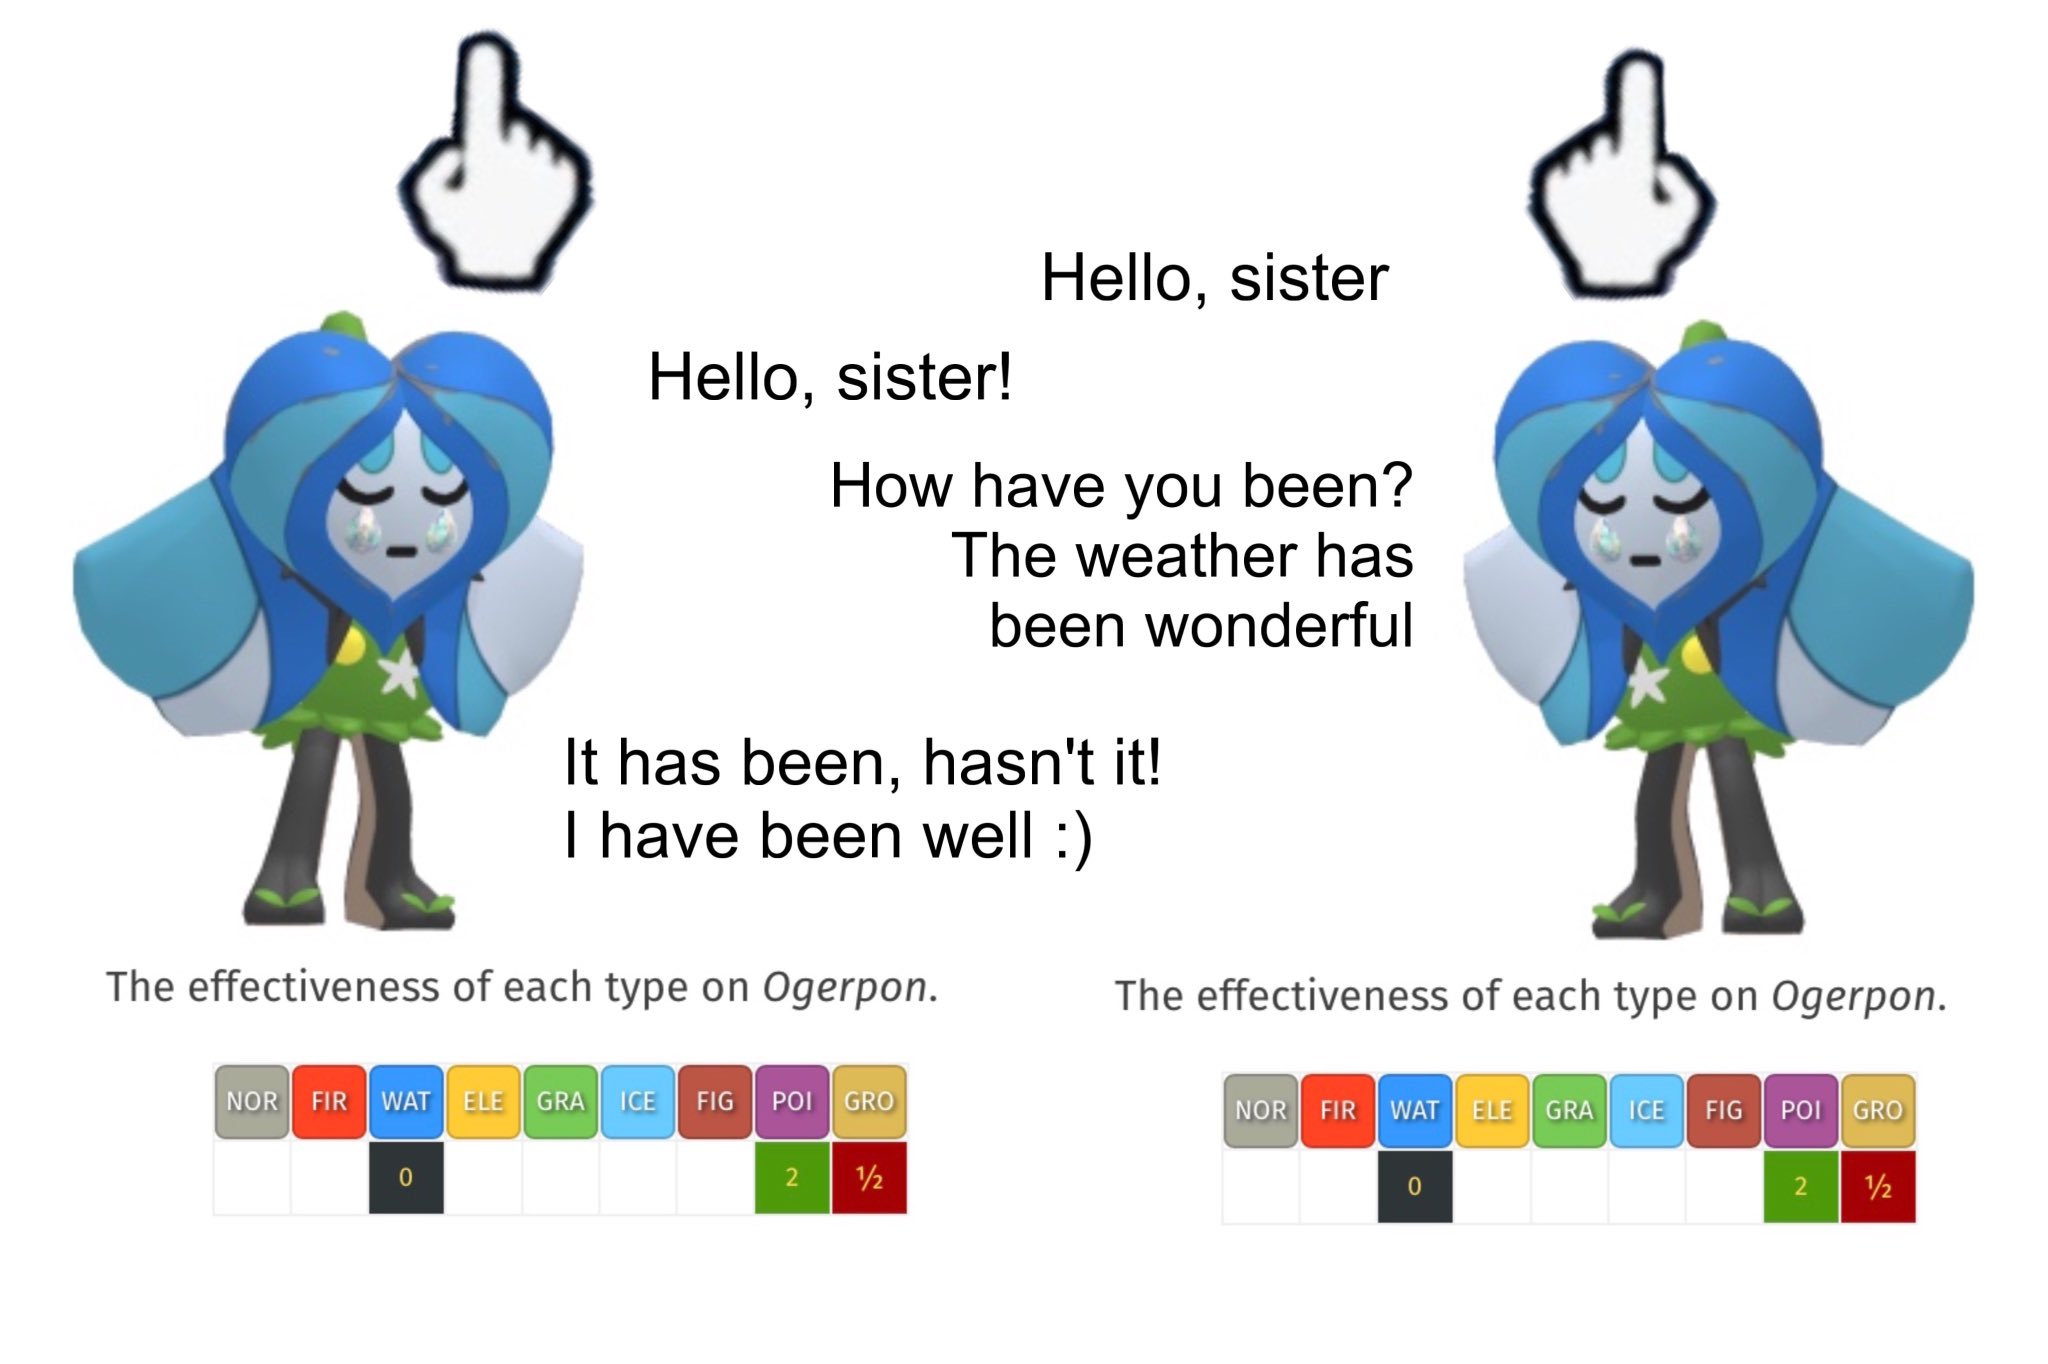 Hello, sister
Hello, sister!
How have you been?
The weather has
been wonderful
It has been, hasn't it!
I have been well :)
The effectiveness of each type on Ogerpon.
NOR FIR WAT ELE GRA ICE FIG POI GRO
0 2 ½
The effectiveness of each type on Ogerpon.
NOR FIR WAT ELE GRA ICE FIG POI GRO
0 2 ½